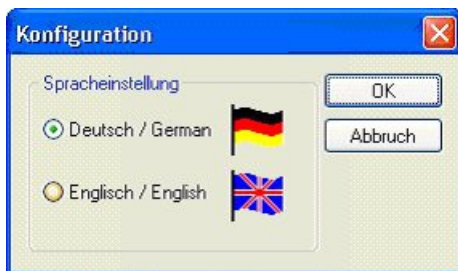 Konfiguration
Spracheinstellung
OK
Deutsch / German
Abbruch
Englisch / English